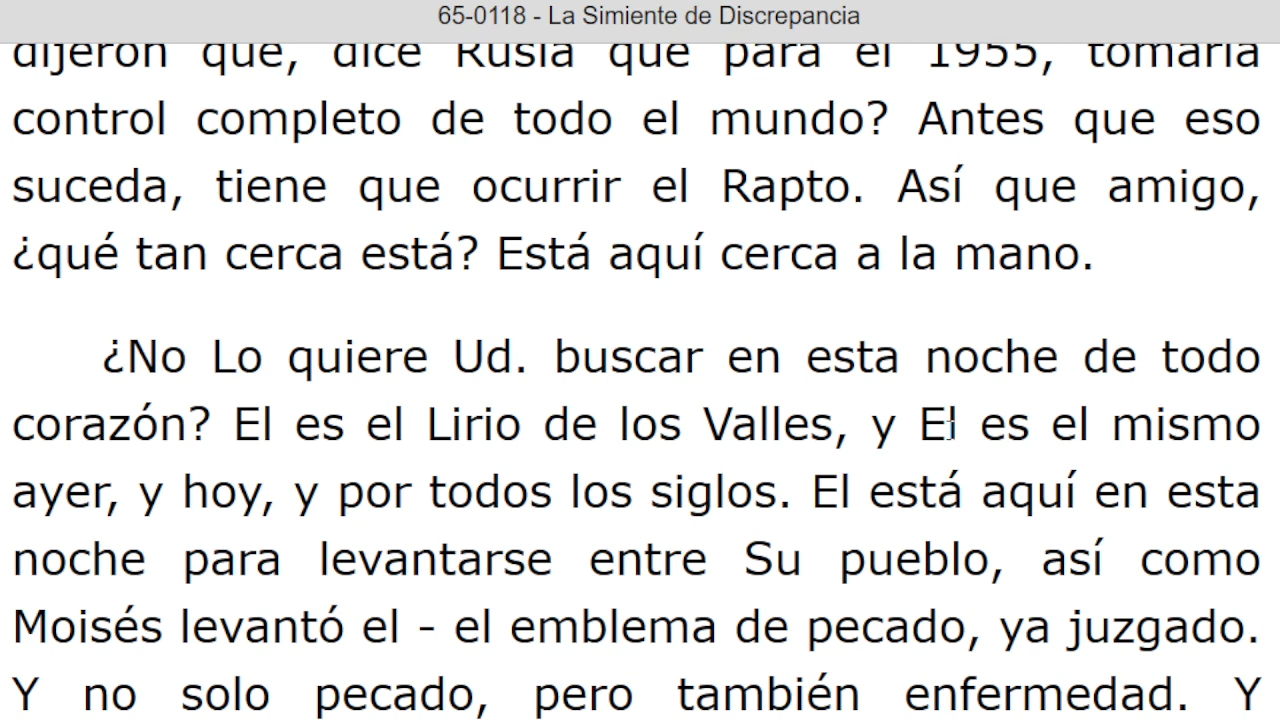 65-0118 - La Simiente de Discrepancia
dijeron que, dice Rusia que para el 1955, tomaría
control completo de todo el mundo? Antes que eso
suceda, tiene que ocurrir el Rapto. Así que amigo,
¿qué tan cerca está? Está aquí cerca a la mano.
¿No Lo quiere Ud. buscar en esta noche de todo
corazón? El es el Lirio de los Valles, y El es el mismo
ayer, y hoy, y por todos los siglos. El está aquí en esta
noche para levantarse entre Su pueblo, así como
Moisés levantó el - el emblema de pecado, ya juzgado.
Y no solo pecado, pero también enfermedad. Y